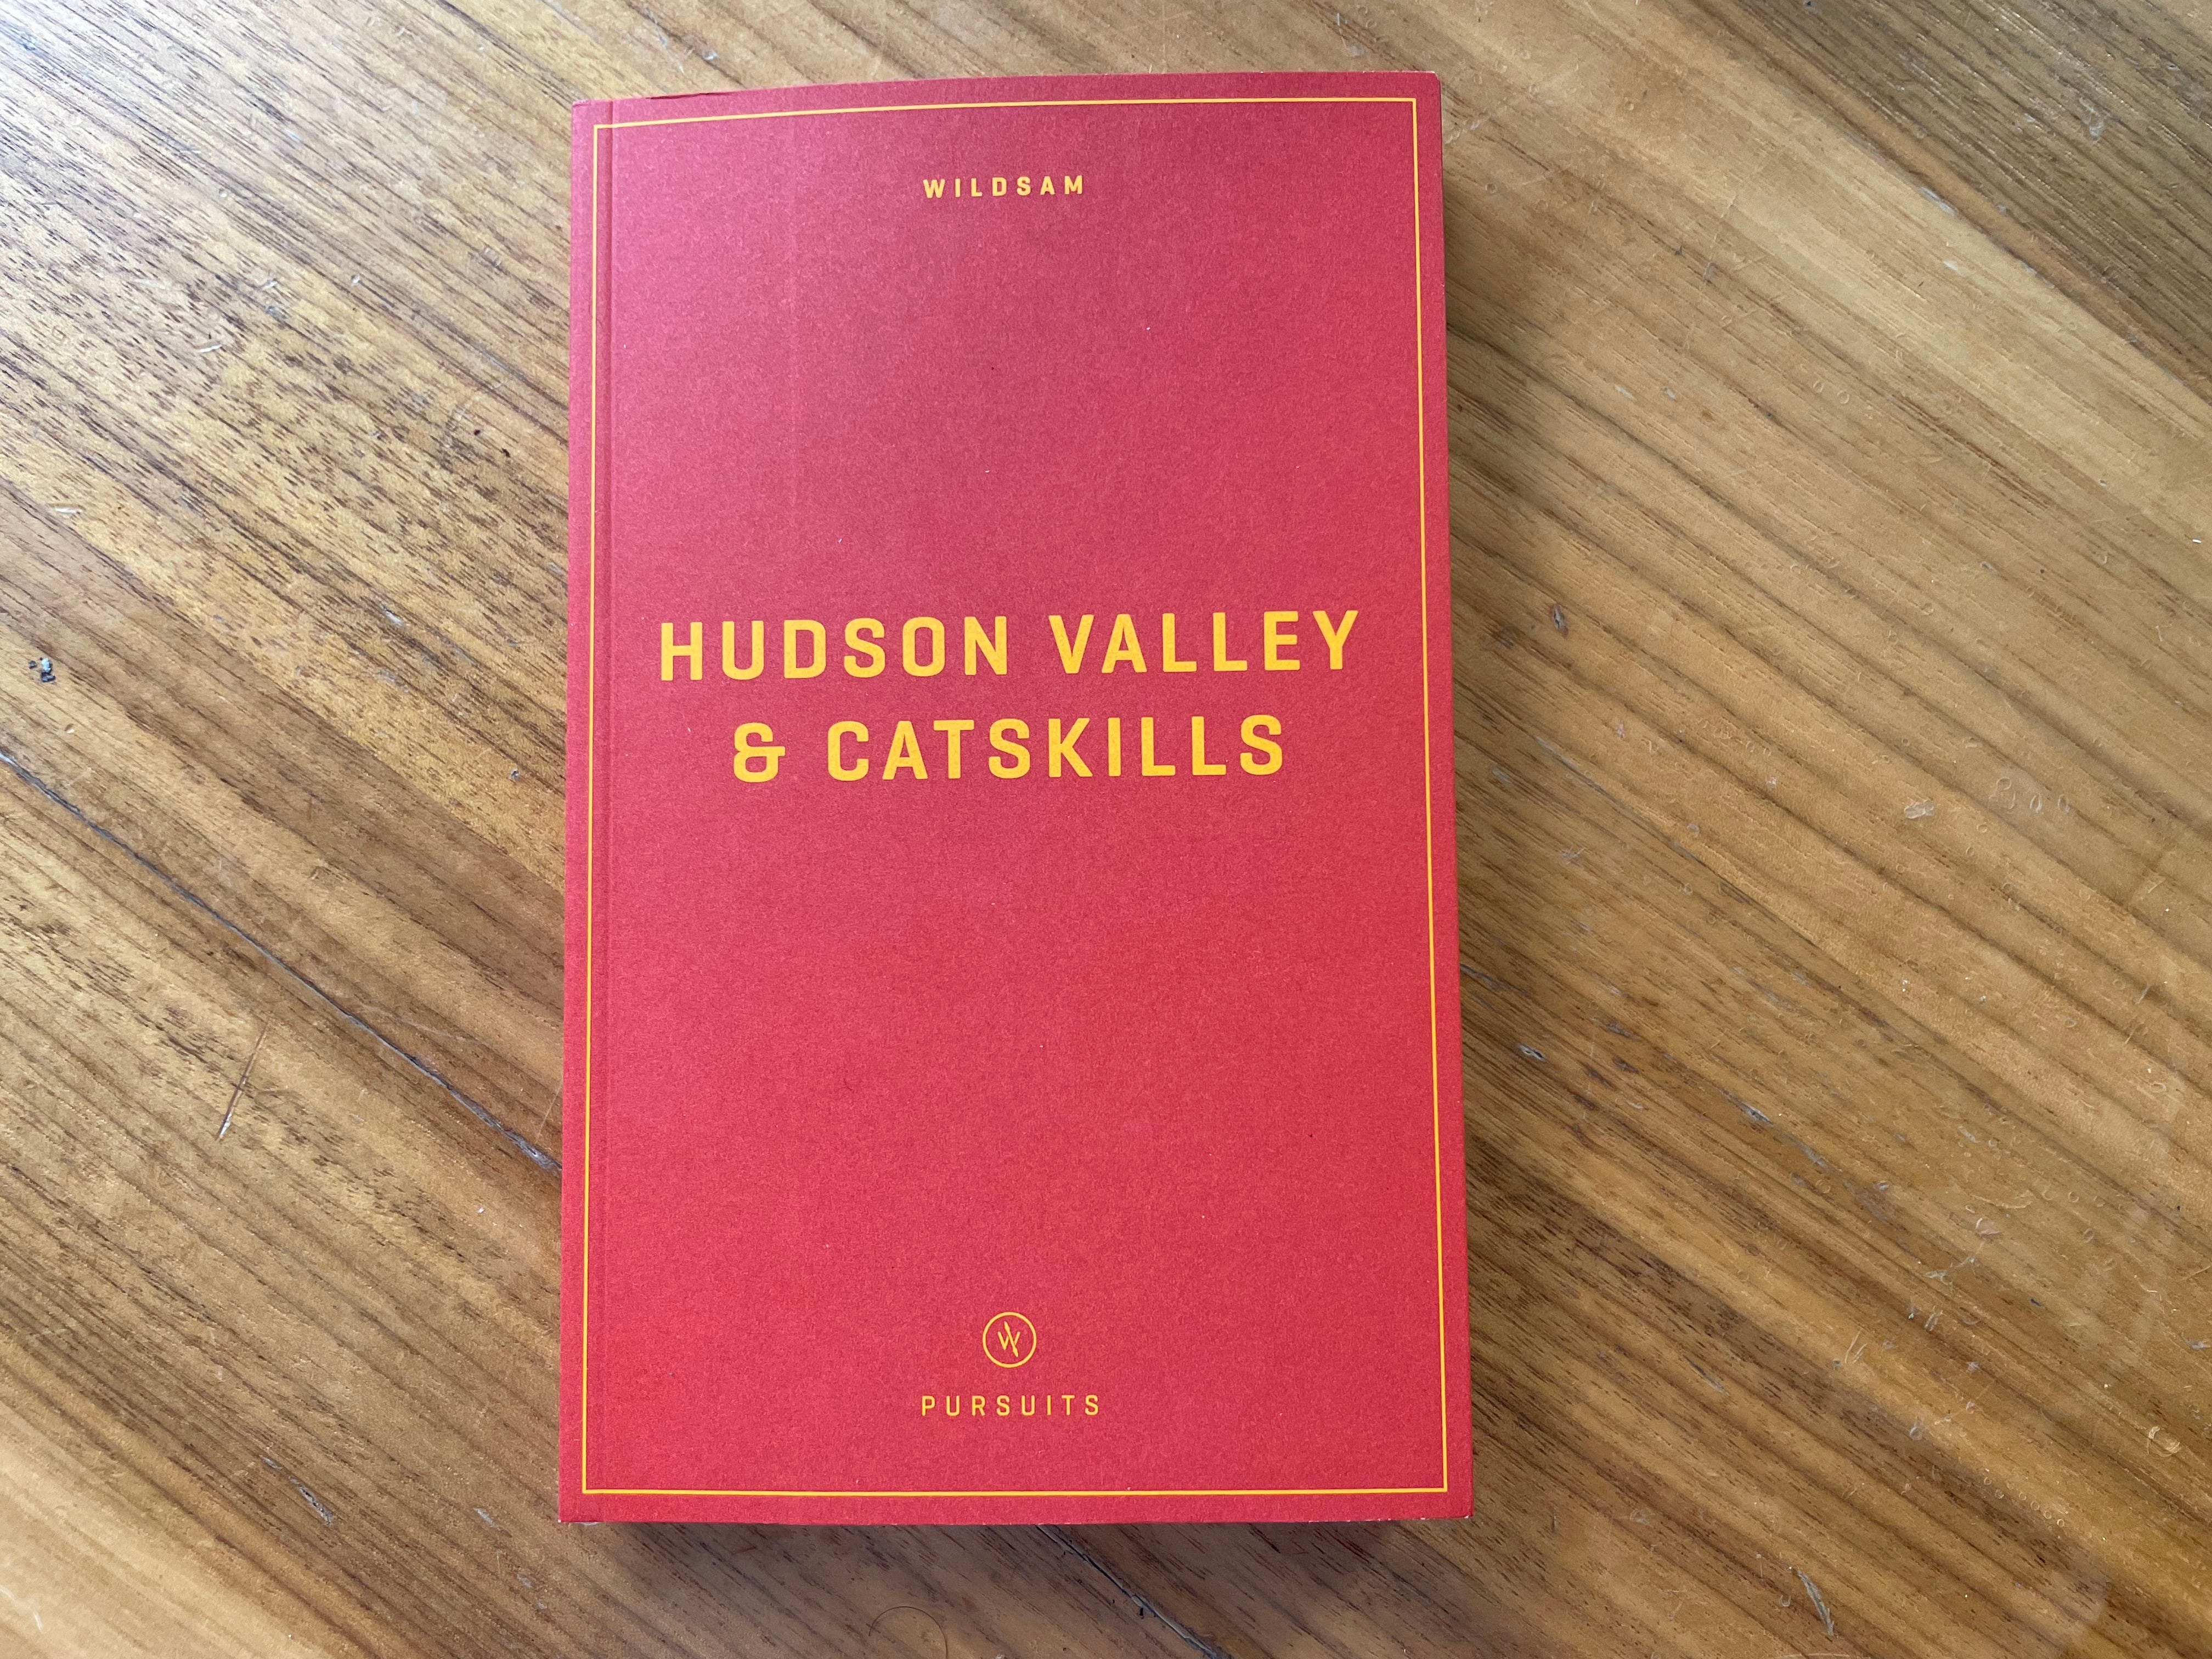 WILDSAM
HUDSON VALLEY
& CATSKILLS
W
PURSUITS